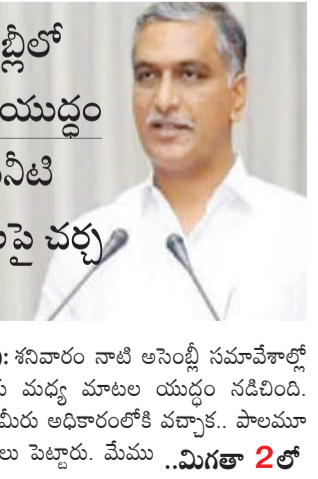 బ్లీలో
యుద్ధం
నీటి
పై చర్చ
: శనివారం నాటి అసెంబ్లీ సమావేశాల్లో
మధ్య మాటల యుద్ధం నడిచింది.
మీరు అధికారంలోకి వచ్చాక.. పాలమూ
లు పెట్టారు. మేము ..మిగతా 2లో